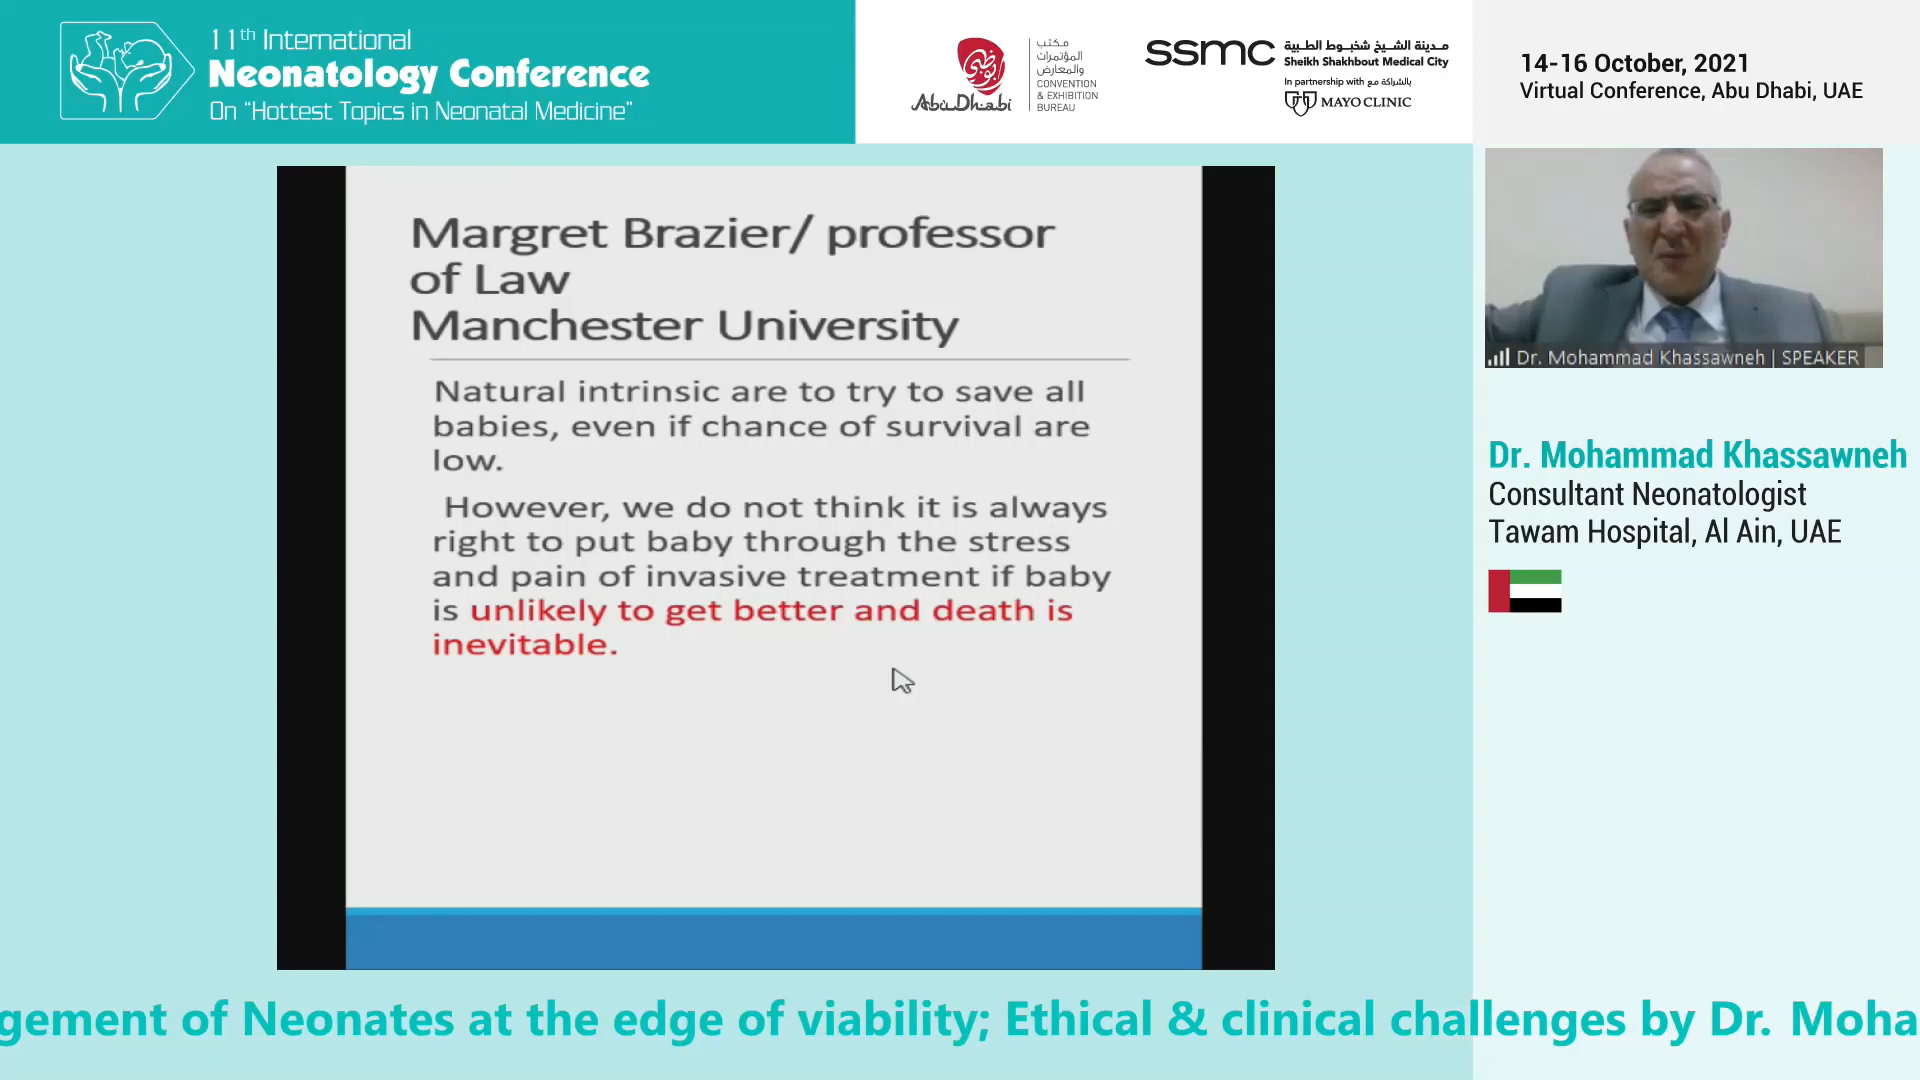 11th International
Neonatology Conference
On “Hottest Topics in Neonatal Medicine”
Abu Dhabi
مكتب
المؤتمرات
والمعارض
CONVENTION
& EXHIBITION
BUREAU
ssmc
مدينة الشيخ شخبوط الطبية
Sheikh Shakhbout Medical City
In partnership with بالشراكة مع
MAYO CLINIC
14-16 October, 2021
Virtual Conference, Abu Dhabi, UAE
Margret Brazier/ professor
of Law
Manchester University
Natural intrinsic are to try to save all
babies, even if chance of survival are
low.
However, we do not think it is always
right to put baby through the stress
and pain of invasive treatment if baby
is unlikely to get better and death is
inevitable.
Dr. Mohammad Khassawneh | SPEAKER
Dr. Mohammad Khassawneh
Consultant Neonatologist
Tawam Hospital, Al Ain, UAE
gement of Neonates at the edge of viability; Ethical & clinical challenges by Dr. Moha